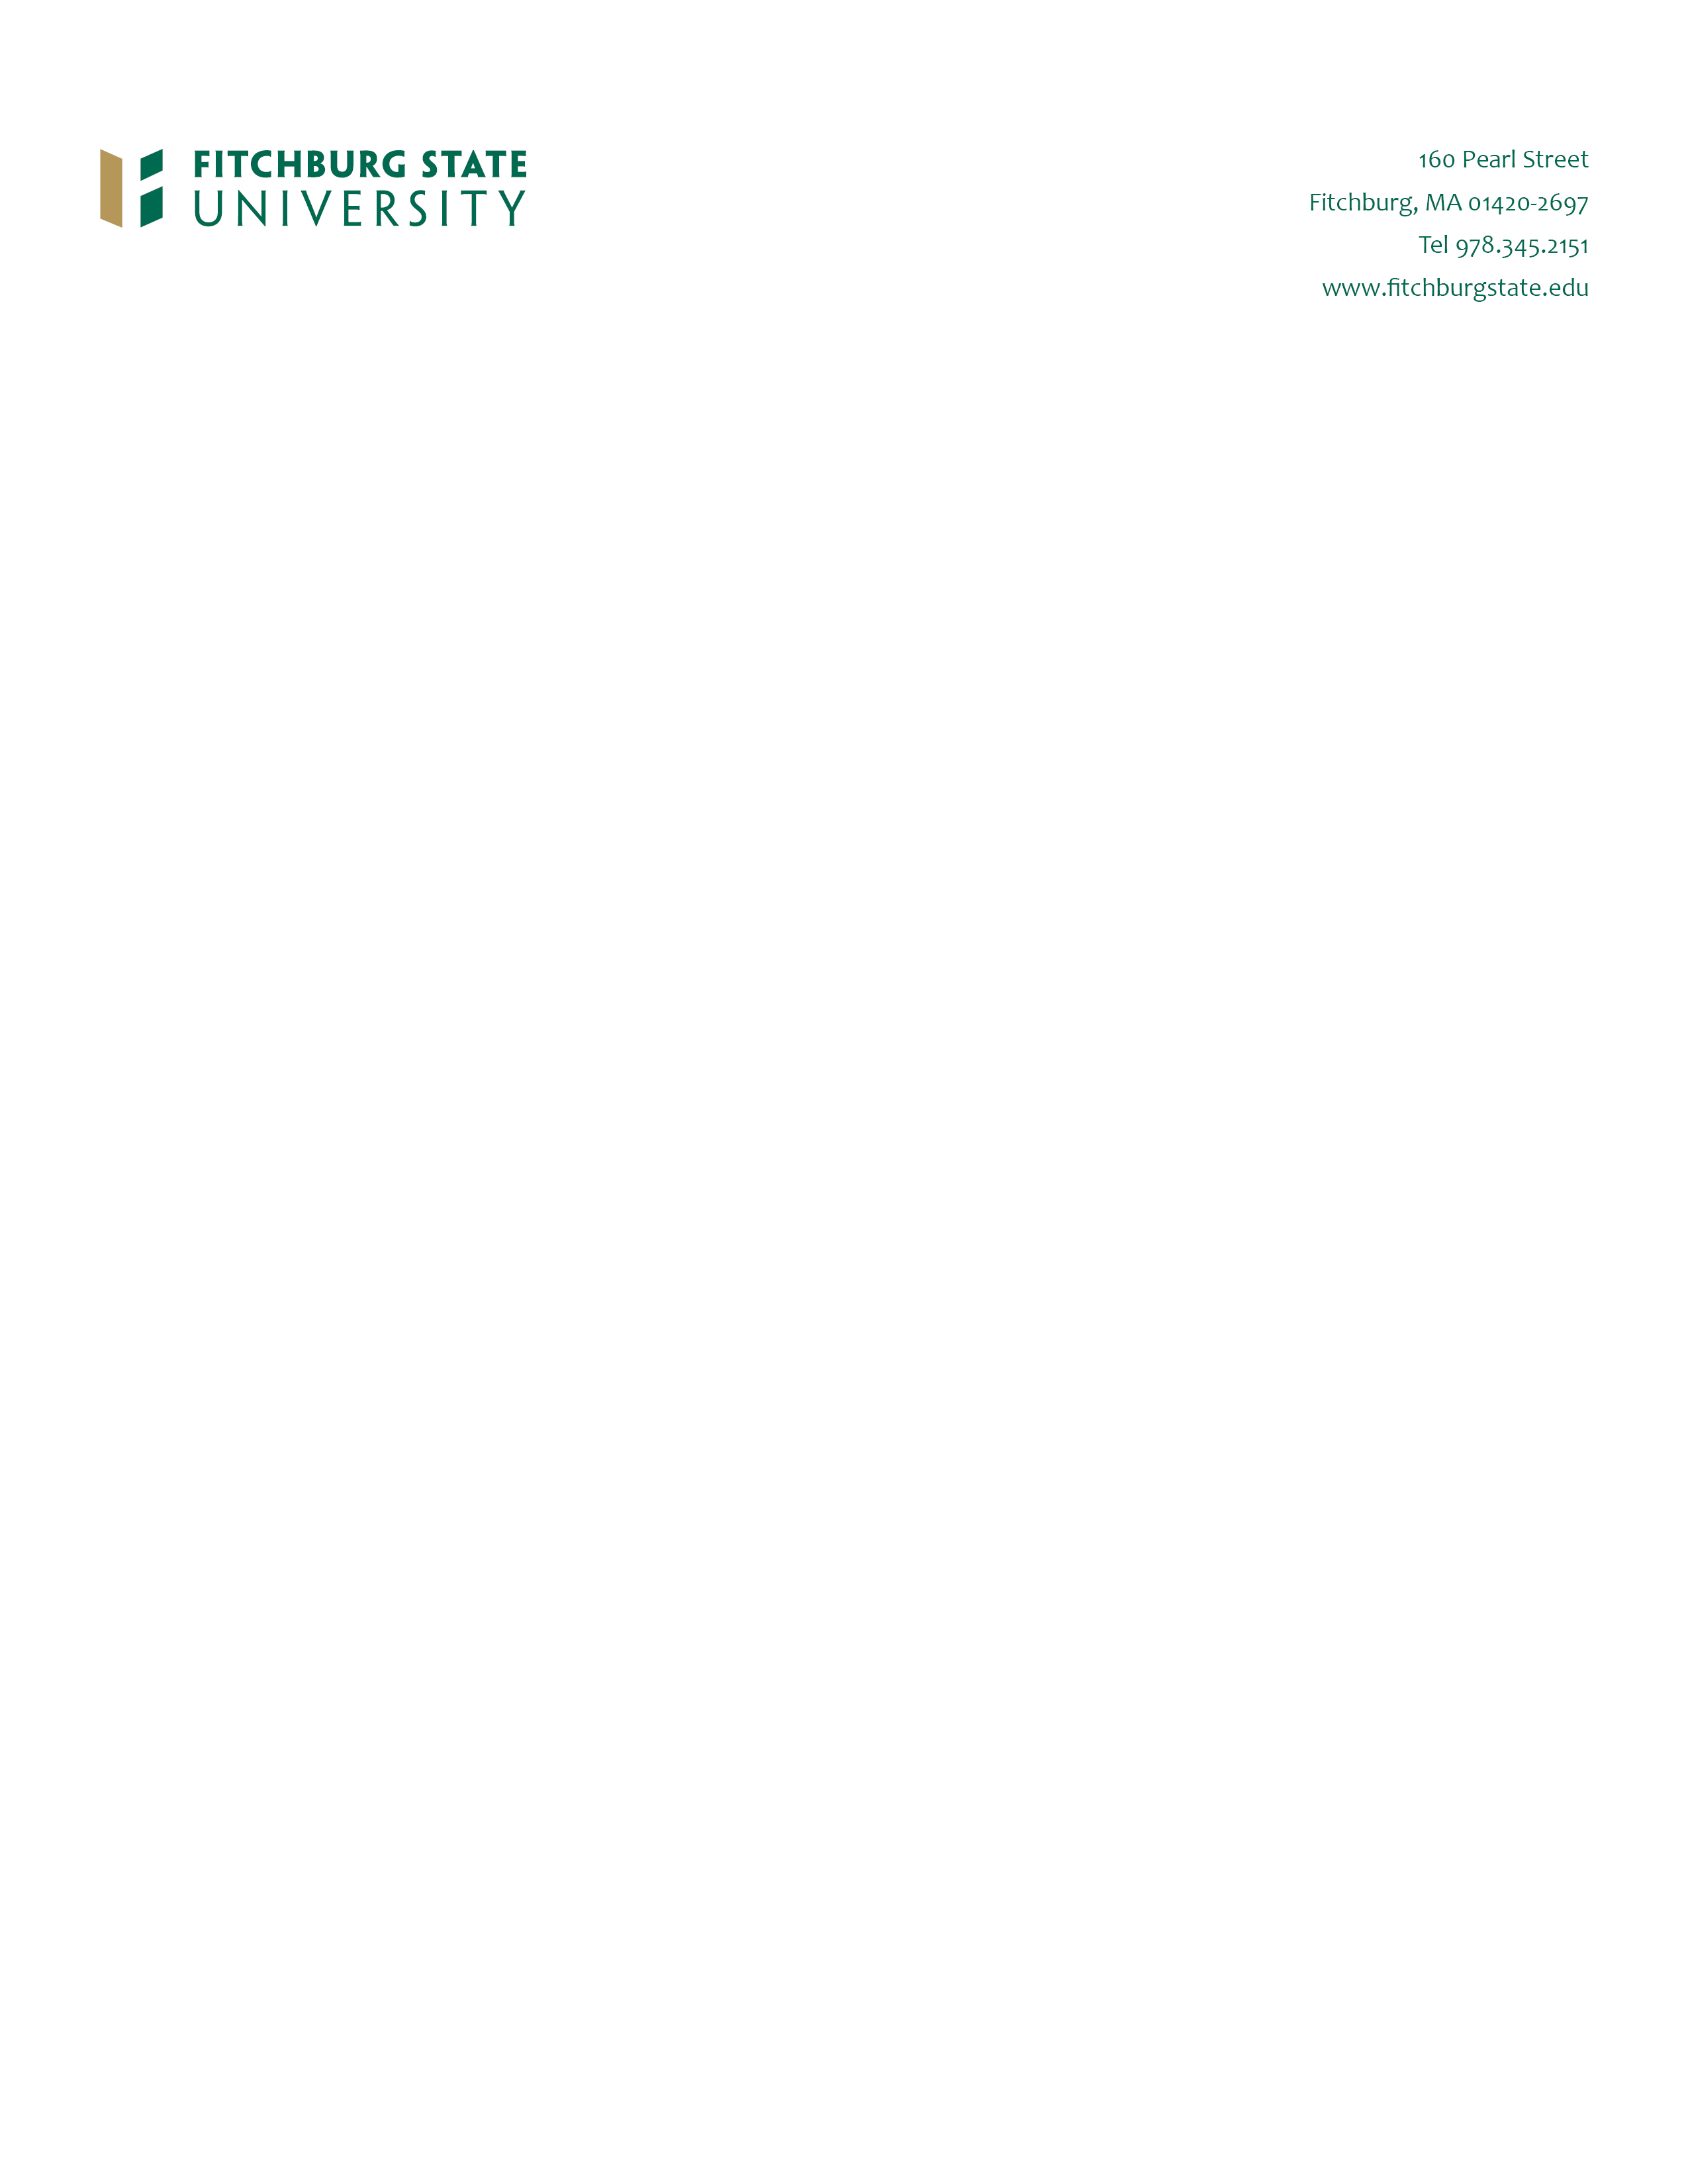 FITCHBURG STATE
UNIVERSITY
160 Pearl Street
Fitchburg, MA 01420-2697
Tel 978.345.2151
www.fitchburgstate.edu